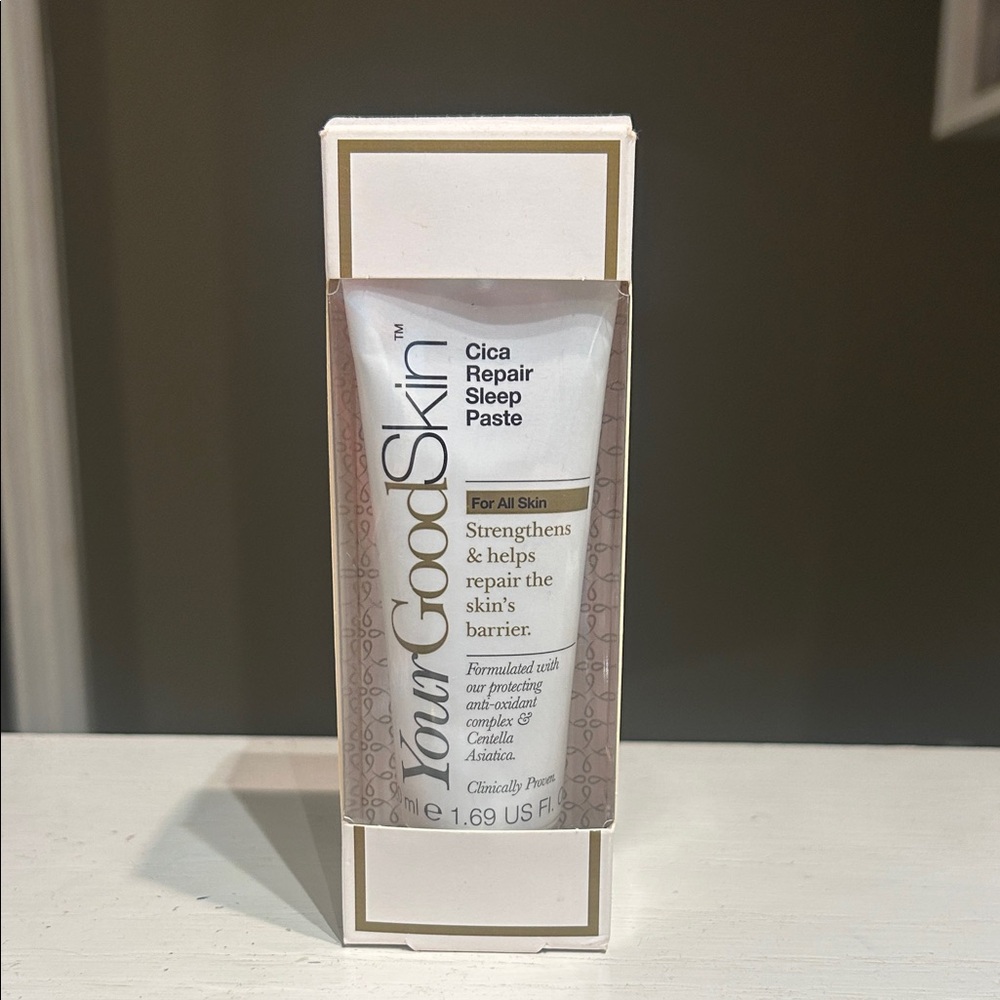 YourGoodSkin™
Cica
Repair
Sleep
Paste
For All Skin
Strengthens
& helps
repair the
skin's
barrier.
Formulated with
our protecting
anti-oxidant
complex &
Centella
Asiatica.
Clinically Proven.
ml e 1.69 US Fl.